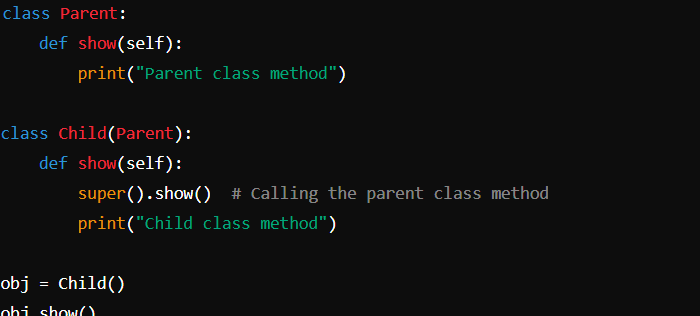 class Parent:
    def show(self):
        print("Parent class method")
class Child(Parent):
    def show(self):
        super().show()  # Calling the parent class method
        print("Child class method")
obj = Child()
obj.show()